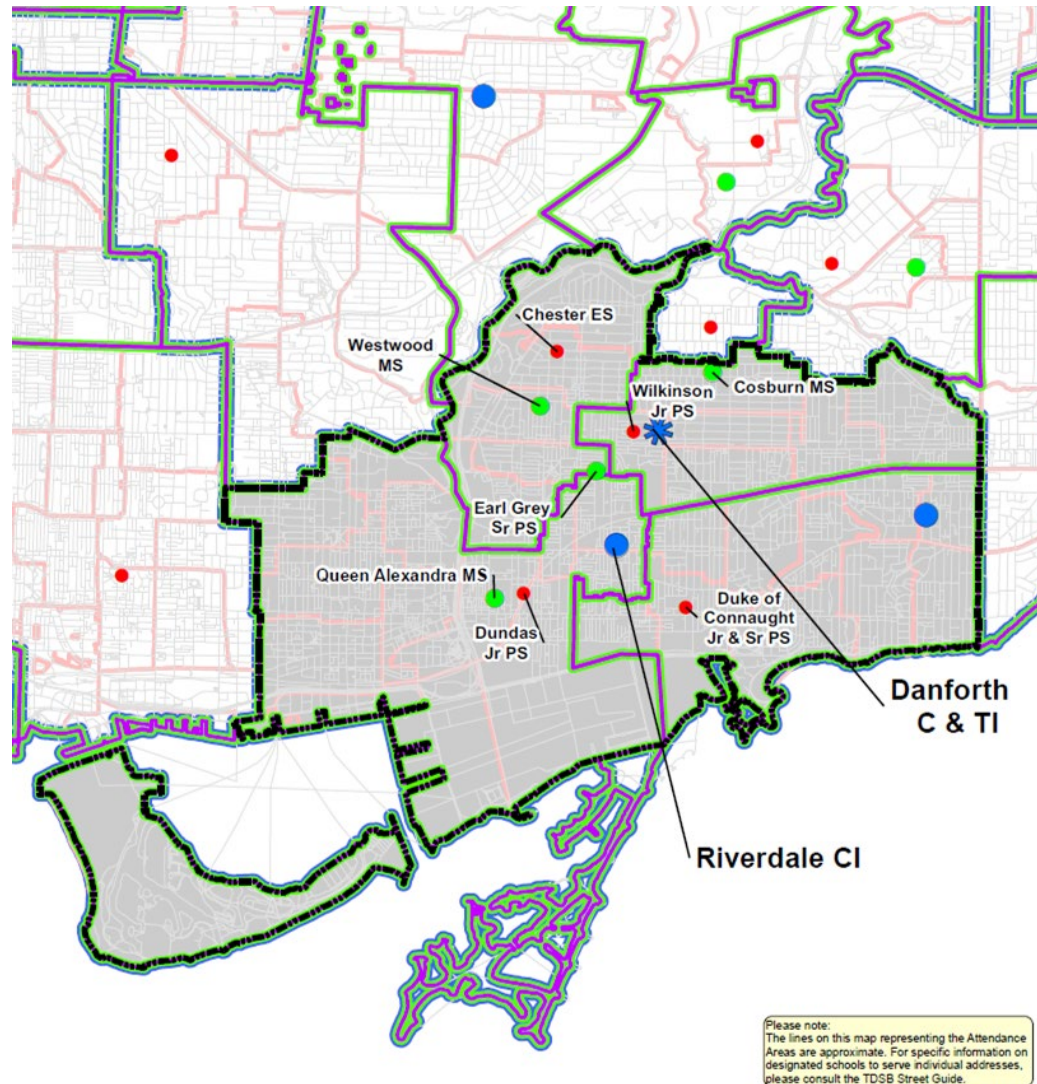 Chester ES
Westwood
MS
Wilkinson
Jr PS
Cosburn MS
Earl Grey
Sr PS
Queen Alexandra MS
Dundas
Jr PS
Duke of
Connaught
Jr & Sr PS
Danforth
C & TI
Riverdale CI
Please note:
The lines on this map representing the Attendance
Areas are approximate. For specific information on
designated schools to serve individual addresses,
please consult the TDSB Street Guide.